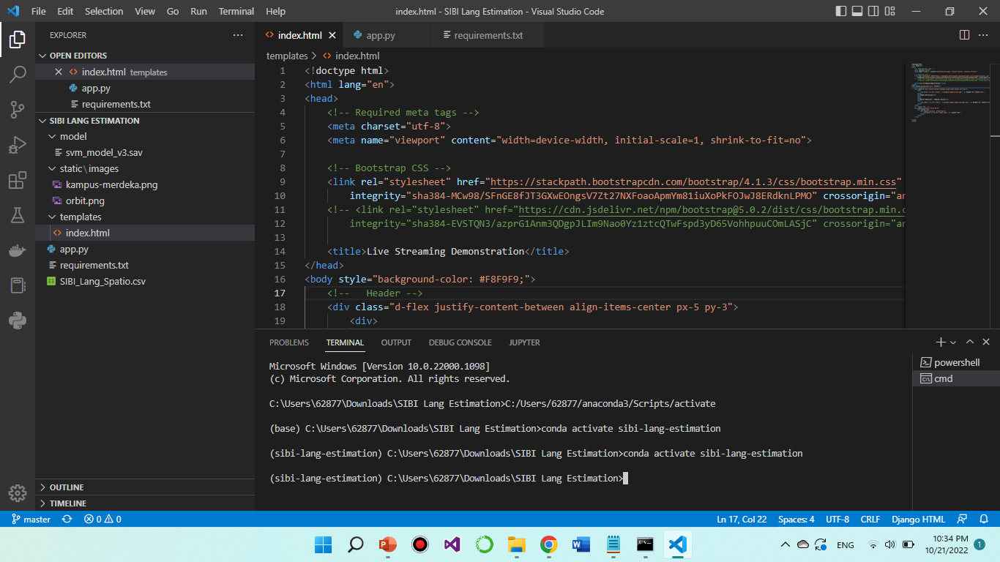 File Edit Selection View Go Run Terminal Help
index.html - SIBI Lang Estimation - Visual Studio Code
EXPLORER
OPEN EDITORS
index.html templates
app.py
requirements.txt
SIBI LANG ESTIMATION
model
svm_model_v3.sav
static\images
kampus-merdeka.png
orbit.png
templates
index.html
app.py
requirements.txt
SIBI_Lang_Spatio.csv
OUTLINE
TIMELINE
index.html app.py requirements.txt
templates > index.html
1 <!doctype html>
2 <html lang="en">
3 <head>
4 <!-- Required meta tags -->
5 <meta charset="utf-8">
6 <meta name="viewport" content="width=device-width, initial-scale=1, shrink-to-fit=no">
7
8 <!-- Bootstrap CSS -->
9 <link rel="stylesheet" href="https://stackpath.bootstrapcdn.com/bootstrap/4.1.3/css/bootstrap.min.css"
10 integrity="sha384-MCw98/SFnGE8fJT3GXwEOngsV7Zt27NXFoaoApmYm81iuXoPkFOJwJ8ERdknLPMO" crossorigin="an
11 <!-- <link rel="stylesheet" href="https://cdn.jsdelivr.net/npm/bootstrap@5.0.2/dist/css/bootstrap.min.c
12 integrity="sha384-EVSTQN3/azprG1Anm3QDgpJLIm9Nao0Yz1ztcQTwFspd3yD65VohhpuuCOmLASjC" crossorigin="an
13
14 <title>Live Streaming Demonstration</title>
15 </head>
16 <body style="background-color: #F8F9F9;">
17 <!--   Header -->
18 <div class="d-flex justify-content-between align-items-center px-5 py-3">
19 <div>
PROBLEMS TERMINAL OUTPUT DEBUG CONSOLE JUPYTER
powershell
cmd
Microsoft Windows [Version 10.0.22000.1098]
(c) Microsoft Corporation. All rights reserved.
C:\Users\62877\Downloads\SIBI Lang Estimation>C:/Users/62877/anaconda3/Scripts/activate
(base) C:\Users\62877\Downloads\SIBI Lang Estimation>conda activate sibi-lang-estimation
(sibi-lang-estimation) C:\Users\62877\Downloads\SIBI Lang Estimation>conda activate sibi-lang-estimation
(sibi-lang-estimation) C:\Users\62877\Downloads\SIBI Lang Estimation>
master 0 0 Ln 17, Col 22 Spaces: 4 UTF-8 CRLF Django HTML
ENG
10:34 PM
10/21/2022
1